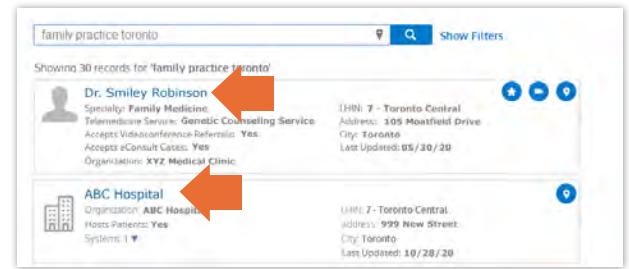 family practice toronto
Show Filters
Showing 30 records for 'family practice toronto'
Dr. Smiley Robinson
Specialty: Family Medicine
Telemedicine Service: Genetic Counseling Service
Accepts Videoconference Referrals: Yes
Accepts eConsult Cases: Yes
Organization: XYZ Medical Clinic
LHIN: 7 - Toronto Central
Address: 105 Moatfield Drive
City: Toronto
Last Updated: 05/30/20
ABC Hospital
Organization: ABC Hospital
Hosts Patients: Yes
Systems: 1
LHIN: 7 - Toronto Central
Address: 999 New Street
City: Toronto
Last Updated: 10/28/20